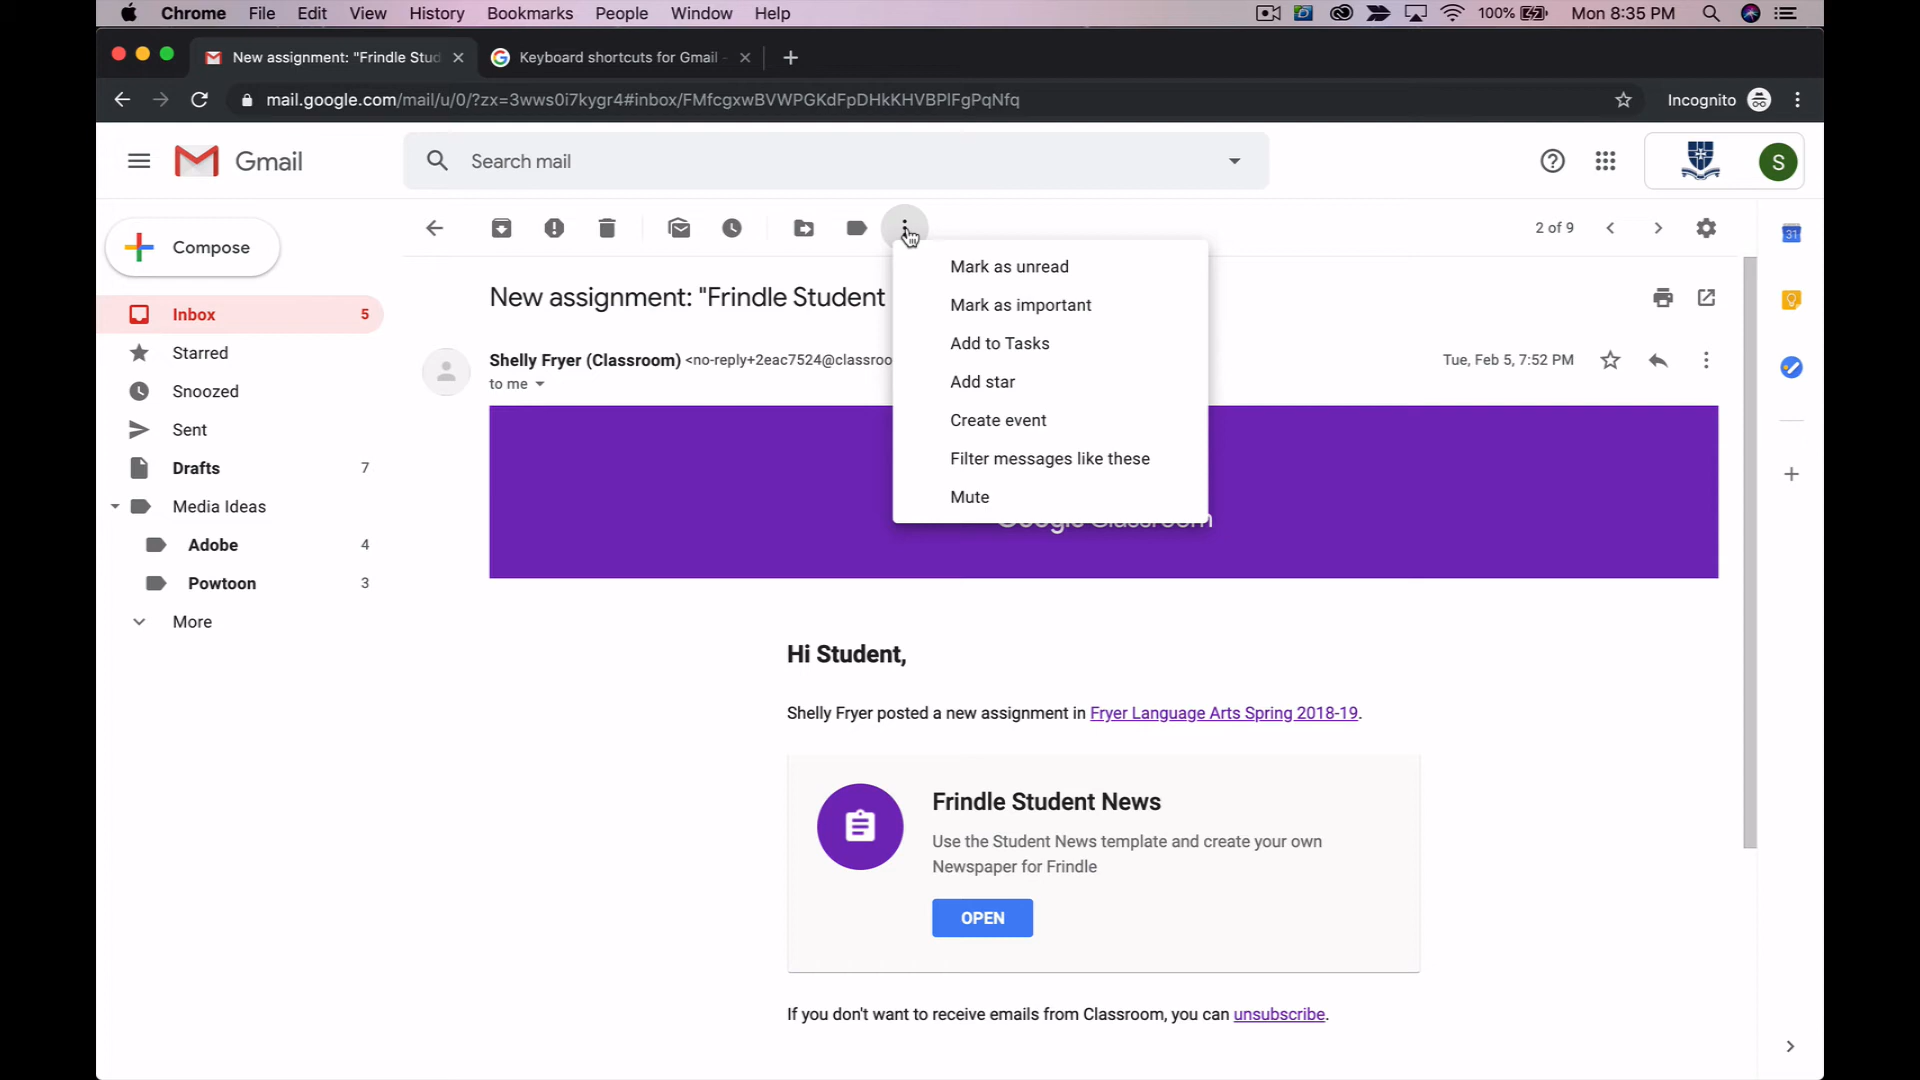 Chrome File Edit View History Bookmarks People Window Help 100% Mon 8:35 PM
New assignment: "Frindle Stud Keyboard shortcuts for Gmail -
mail.google.com/mail/u/0/?zx=3wws0i7kygr4#inbox/FMfcgxwBVWPGKdFpDHkKHVBPlFgPqNfq Incognito
Gmail Search mail S
Compose 2 of 9 31
Mark as unread
New assignment: "Frindle Student
Inbox 5 Mark as important
Starred Add to Tasks
Shelly Fryer (Classroom) <no-reply+2eac7524@classroo Tue, Feb 5, 7:52 PM
to me Add star
Snoozed
Sent Create event
Drafts 7 Filter messages like these
Media Ideas Mute
Google Classroom
Adobe 4
Powtoon 3
More
Hi Student,
Shelly Fryer posted a new assignment in Fryer Language Arts Spring 2018-19.
Frindle Student News
Use the Student News template and create your own
Newspaper for Frindle
OPEN
If you don't want to receive emails from Classroom, you can unsubscribe.